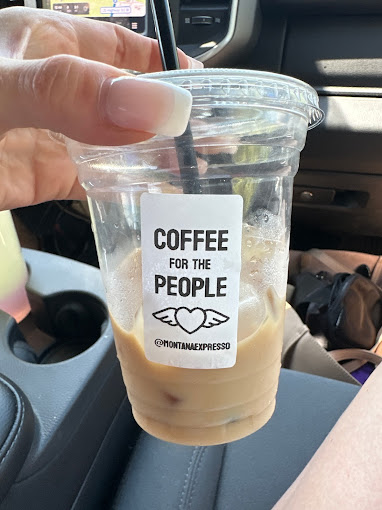 COFFEE
FOR THE
PEOPLE
@MONTANAEXPRESSO